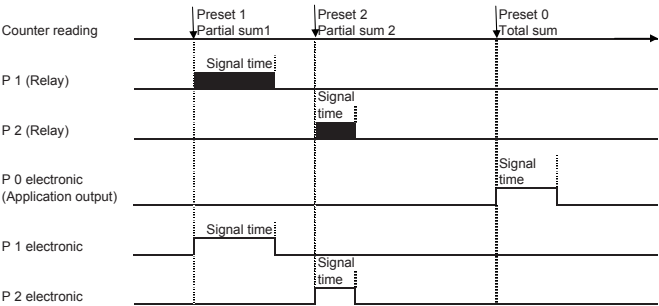 Preset 1
Preset 2
Preset 0
Counter reading
Partial sum1
Partial sum 2
Total sum
Signal time
P 1 (Relay)
Signal
time
P 2 (Relay)
Signal
time
P 0 electronic
(Application output)
Signal time
P 1 electronic
Signal
time
P 2 electronic